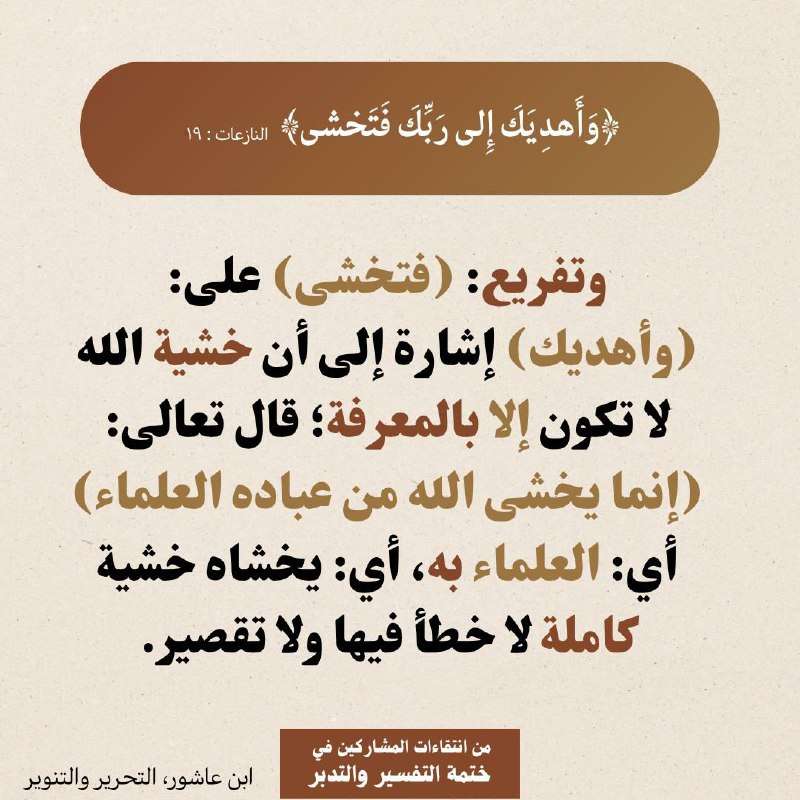 ﴿وَأَهدِيَكَ إِلى رَبِّكَ فَتَخشى﴾ النازعات : ١٩
وتفريع: (فتخشى) على:
(وأهديك) إشارة إلى أن خشية الله
لا تكون إلا بالمعرفة؛ قال تعالى:
(إنما يخشى الله من عباده العلماء)
أي: العلماء به، أي: يخشاه خشية
كاملة لا خطأ فيها ولا تقصير.
من انتقاءات المشاركين في
ختمة التفسير والتدبر
ابن عاشور، التحرير والتنوير